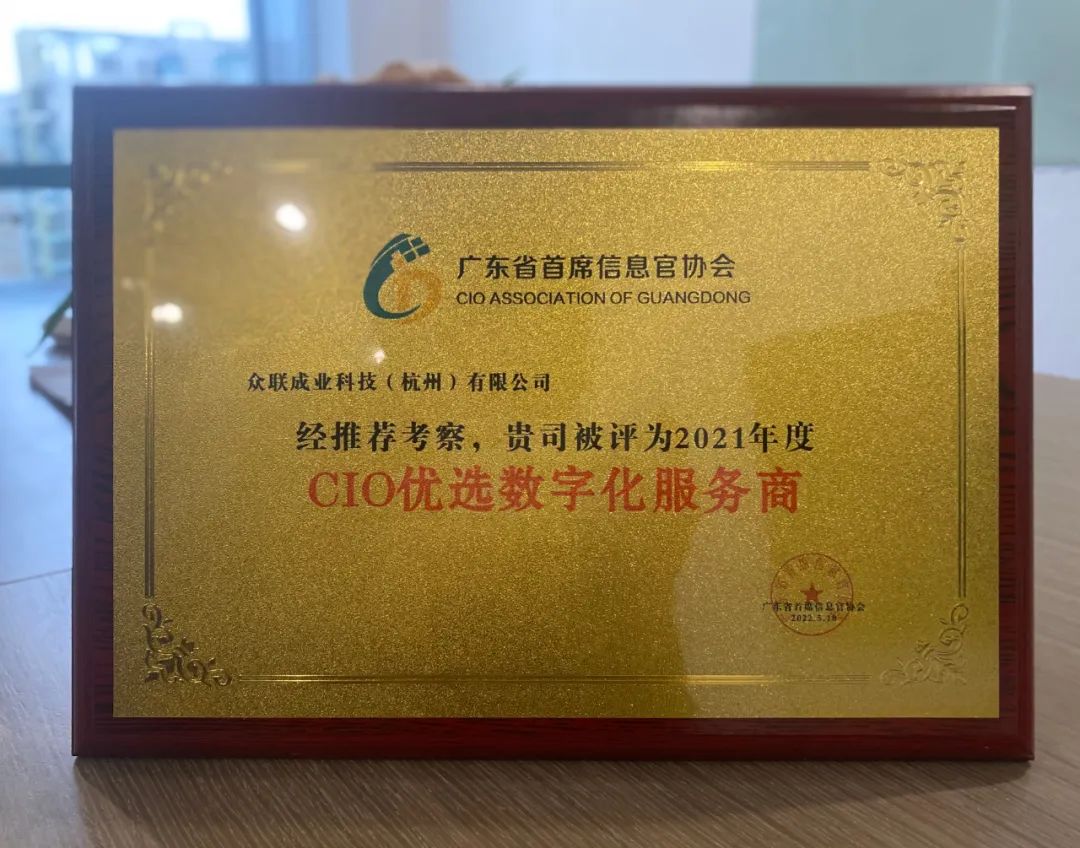 广东省首席信息官协会
CIO ASSOCIATION OF GUANGDONG
众联成业科技（杭州）有限公司
经推荐考察，贵司被评为2021年度
CIO优选数字化服务商
广东省首席信息官协会
2022.5.18